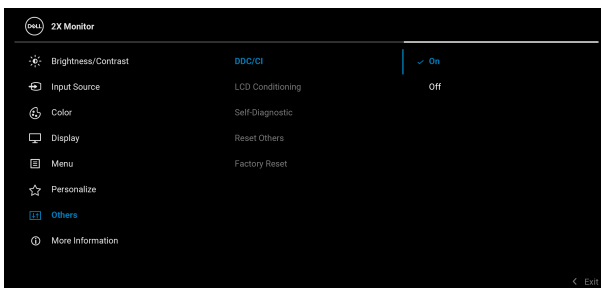 DELL 2X Monitor
Brightness/Contrast DDC/CI On
Input Source LCD Conditioning Off
Color Self-Diagnostic
Display Reset Others
Menu Factory Reset
Personalize
Others
More Information
Exit